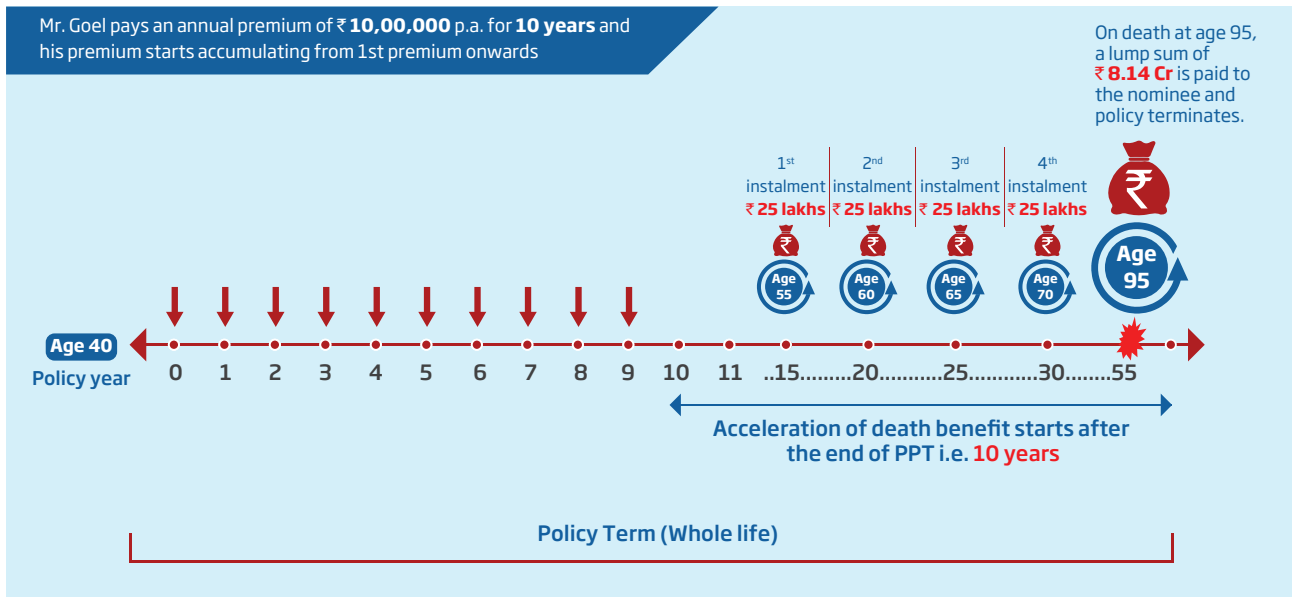 Mr. Goel pays an annual premium of ₹ 10,00,000 p.a. for 10 years and
his premium starts accumulating from 1st premium onwards
On death at age 95,
a lump sum of
₹ 8.14 Cr is paid to
the nominee and
policy terminates.
1st
instalment
₹ 25 lakhs
2nd
instalment
₹ 25 lakhs
3rd
instalment
₹ 25 lakhs
4th
instalment
₹ 25 lakhs
₹
₹
₹
₹
₹
Age
55
Age
60
Age
65
Age
70
Age
95
Age 40
Policy year
0 1 2 3 4 5 6 7 8 9 10 11 ..15.........20...........25............30........55
Acceleration of death benefit starts after
the end of PPT i.e. 10 years
Policy Term (Whole life)